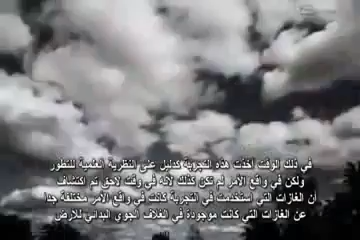 في ذلك الوقت اخذت هذه التجربة كدليل على النظرية العلمية للتطور
ولكن في واقع الأمر لم تكن كذلك لأنه في وقت لاحق تم اكتشاف
أن الغازات التي استخدمت في التجربة كانت في واقع الأمر مختلفة جدا
عن الغازات التي كانت موجودة في الغلاف الجوي البدائي للأرض